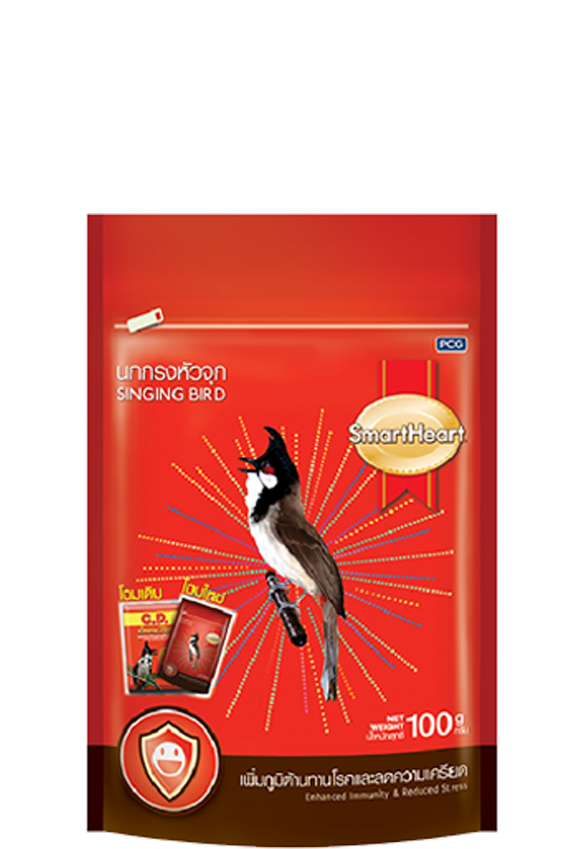 PCG
นกกรงหัวจุก
SINGING BIRD
SmartHeart
โฉมเดิม
โฉมใหม่
C.D.
NET
WEIGHT
น้ำหนักสุทธิ
100 g
กรัม
เพิ่มภูมิต้านทานโรคและลดความเครียด
Enhanced Immunity & Reduced Stress